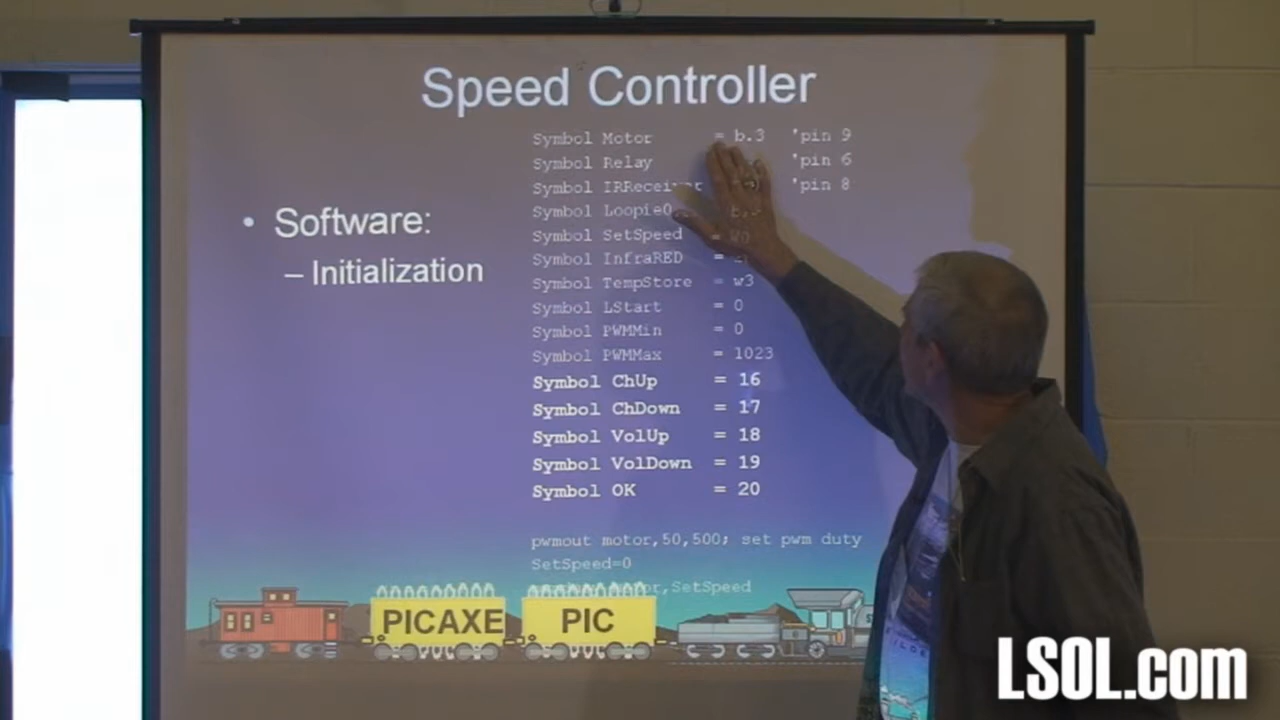 Speed Controller
Symbol Motor = b.3 'pin 9
Symbol Relay 'pin 6
Symbol IRReceiver 'pin 8
Symbol Loopie0
• Software:
Symbol SetSpeed
Symbol InfraRED =
– Initialization
Symbol TempStore = w3
Symbol LStart = 0
Symbol PWMMin = 0
Symbol PWMMax = 1023
Symbol ChUp = 16
Symbol ChDown = 17
Symbol VolUp = 18
Symbol VolDown = 19
Symbol OK = 20
pwmout motor,50,500; set pwm duty
SetSpeed=0
,SetSpeed
PICAXE PIC
LSOL.com